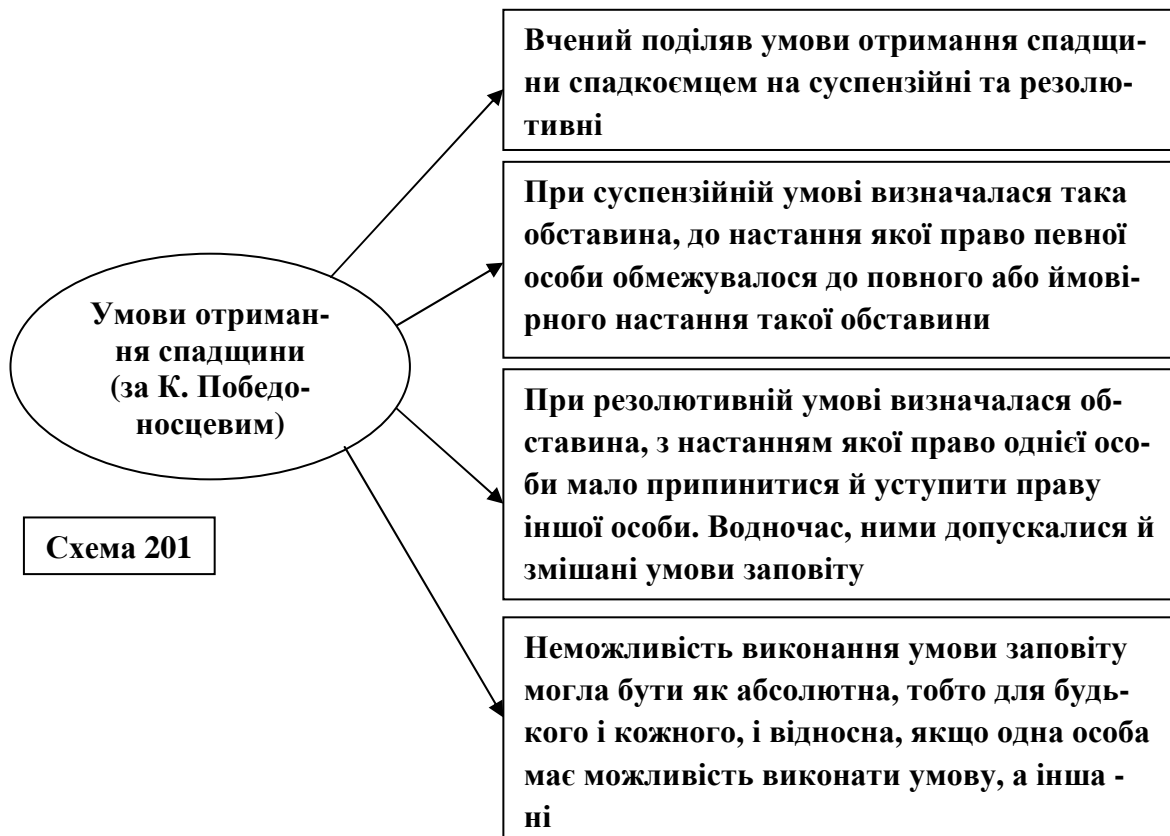 Вчений поділяв умови отримання спадщи-
ни спадкоємцем на суспензійні та резолю-
тивні
При суспензійній умові визначалася така
обставина, до настання якої право певної
особи обмежувалося до повного або ймові-
рного настання такої обставини
Умови отриман-
ня спадщини
(за К. Победо-
носцевим)
При резолютивній умові визначалася об-
ставина, з настанням якої право однієї осо-
би мало припинитися й уступити праву
іншої особи. Водночас, ними допускалися й
змішані умови заповіту
Схема 201
Неможливість виконання умови заповіту
могла бути як абсолютна, тобто для будь-
кого і кожного, і відносна, якщо одна особа
має можливість виконати умову, а інша -
ні